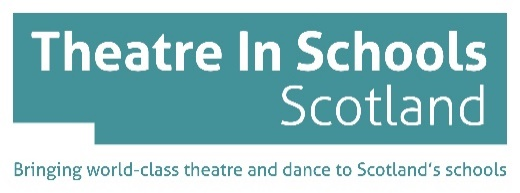 Theatre In Schools
Scotland
Bringing world-class theatre and dance to Scotland's schools